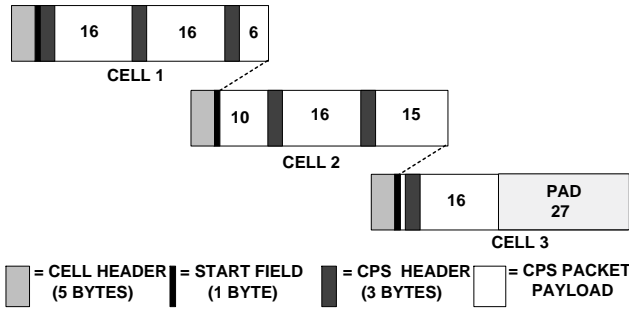 16 16 6
CELL 1
10 16 15
CELL 2
16 PAD
27
CELL 3
= CELL HEADER
(5 BYTES)
= START FIELD
(1 BYTE)
= CPS HEADER
(3 BYTES)
= CPS PACKET
PAYLOAD